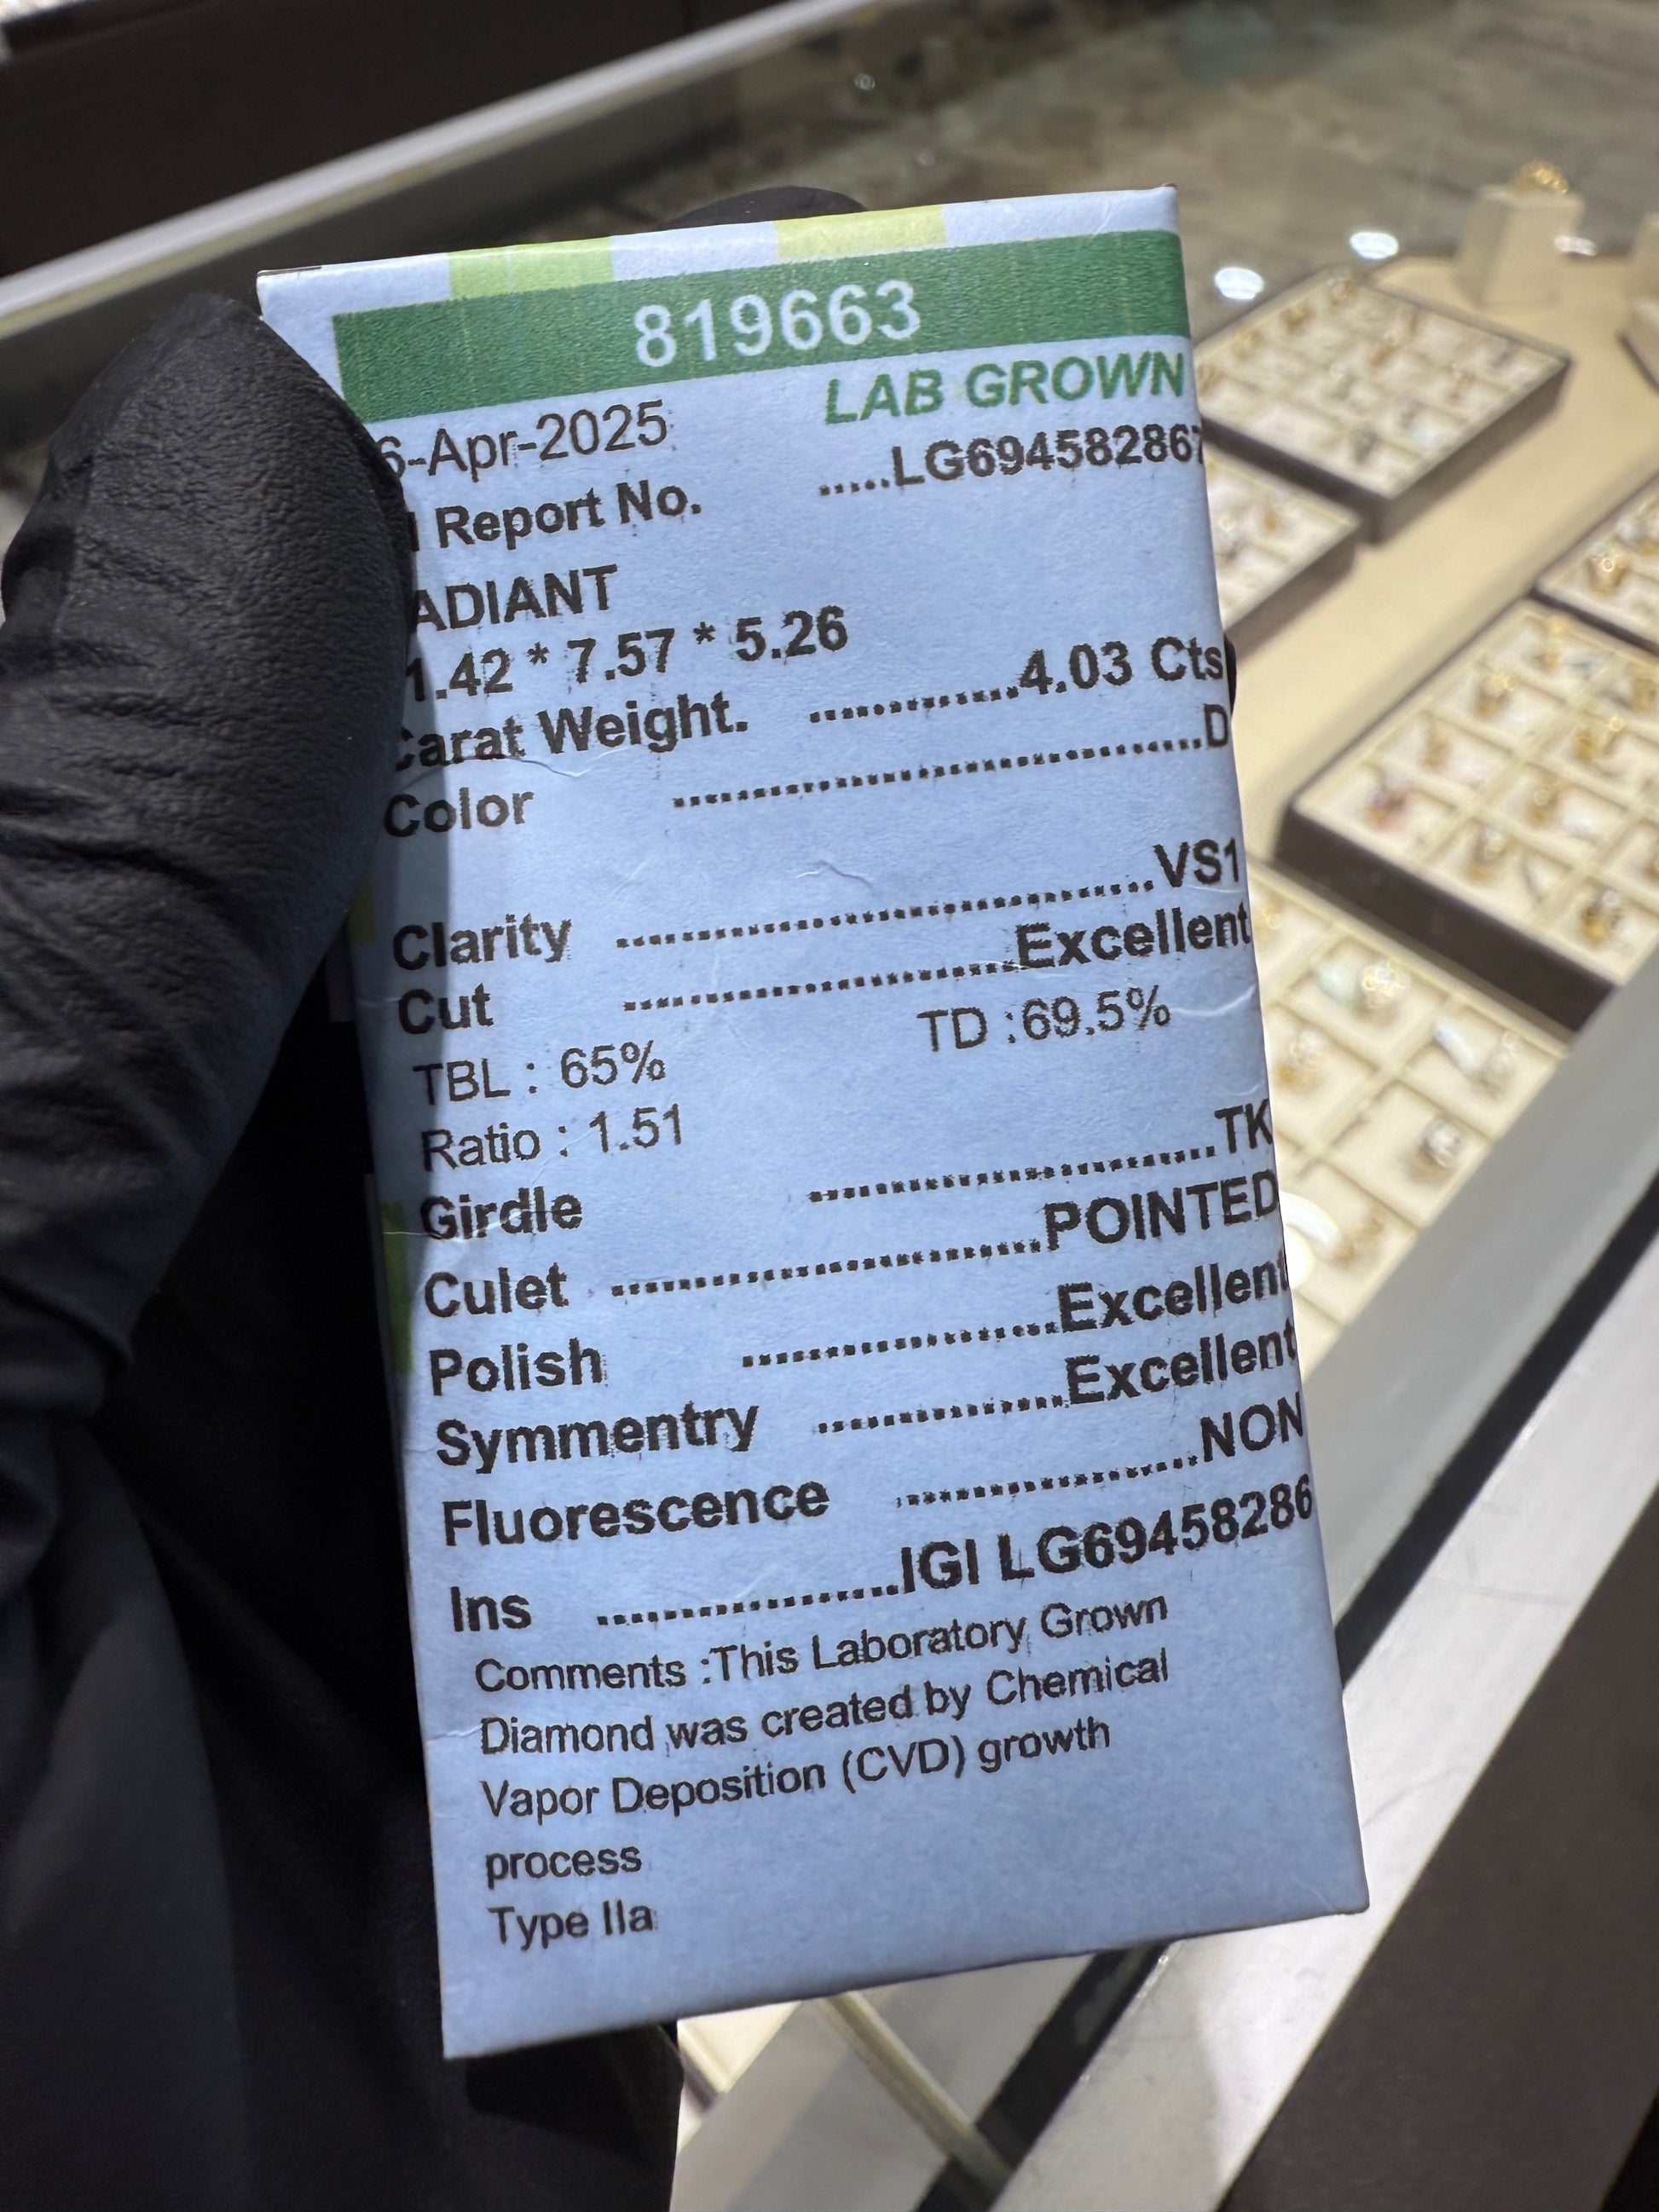 819663
LAB GROWN
6-Apr-2025
Report No. .....LG694582867
ADIANT
1.42 * 7.57 * 5.26
Carat Weight. ....................4.03 Cts
Color ..................................D
Clarity ..................................VS1
Cut .........................Excellent
TBL : 65% TD :69.5%
Ratio : 1.51
Girdle ..........................TK
Culet ...........................POINTED
Polish ....................Excellent
Symmentry ................Excellent
Fluorescence ...................NON
Ins ...................IGI LG69458286
Comments :This Laboratory Grown
Diamond was created by Chemical
Vapor Deposition (CVD) growth
process
Type IIa